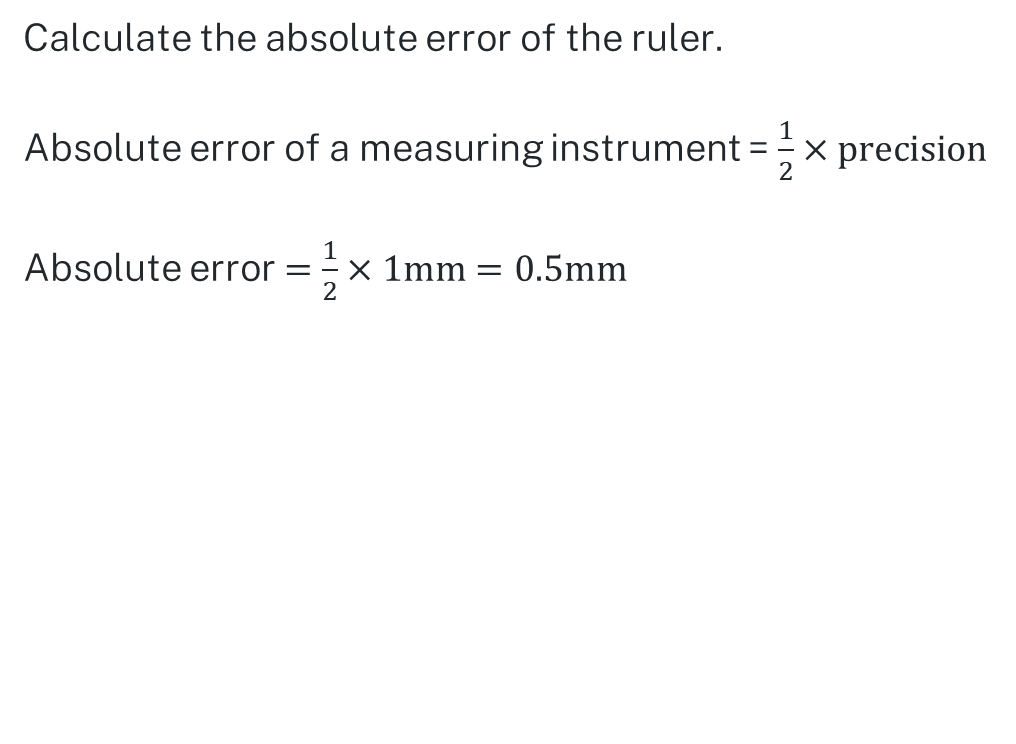 Calculate the absolute error of the ruler.
Absolute error of a measuring instrument = 1/2 × precision
Absolute error = 1/2 × 1mm = 0.5mm